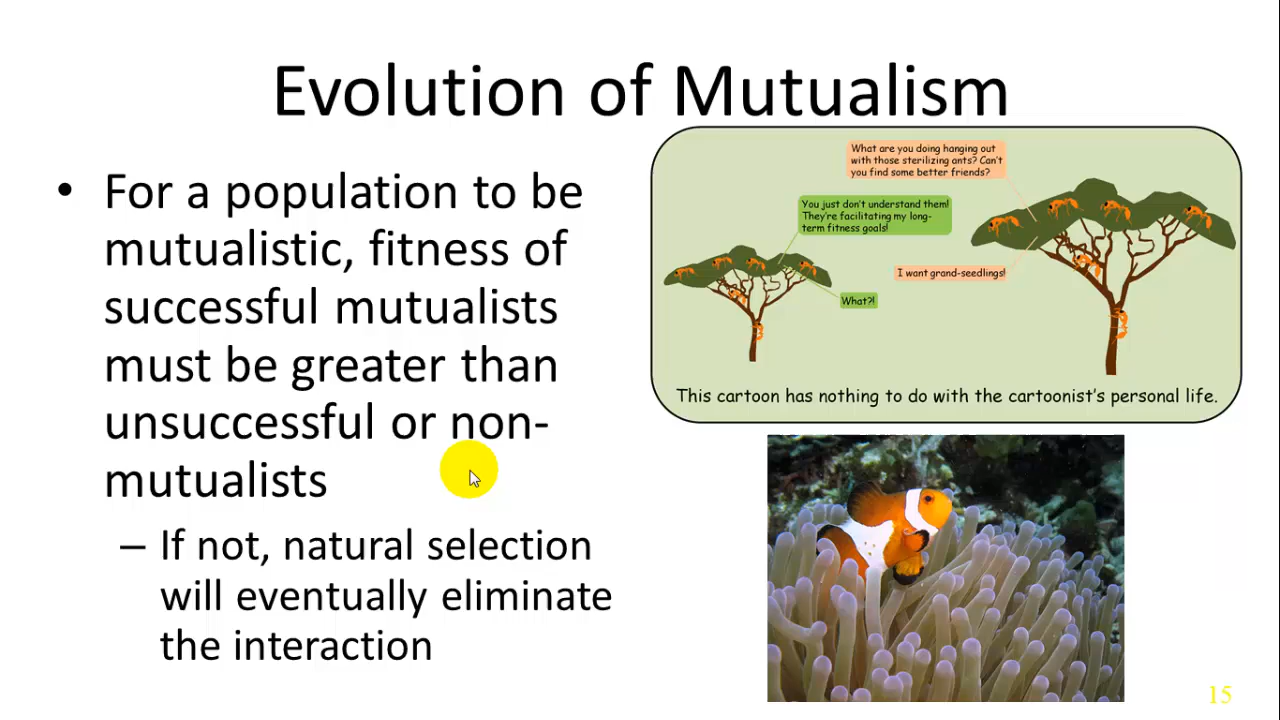 Evolution of Mutualism
• For a population to be
mutualistic, fitness of
successful mutualists
must be greater than
unsuccessful or non-
mutualists
– If not, natural selection
will eventually eliminate
the interaction
What are you doing hanging out
with those sterilizing ants? Can't
you find some better friends?
You just don't understand them!
They're facilitating my long-
term fitness goals!
I want grand-seedlings!
What?!
This cartoon has nothing to do with the cartoonist's personal life.
15